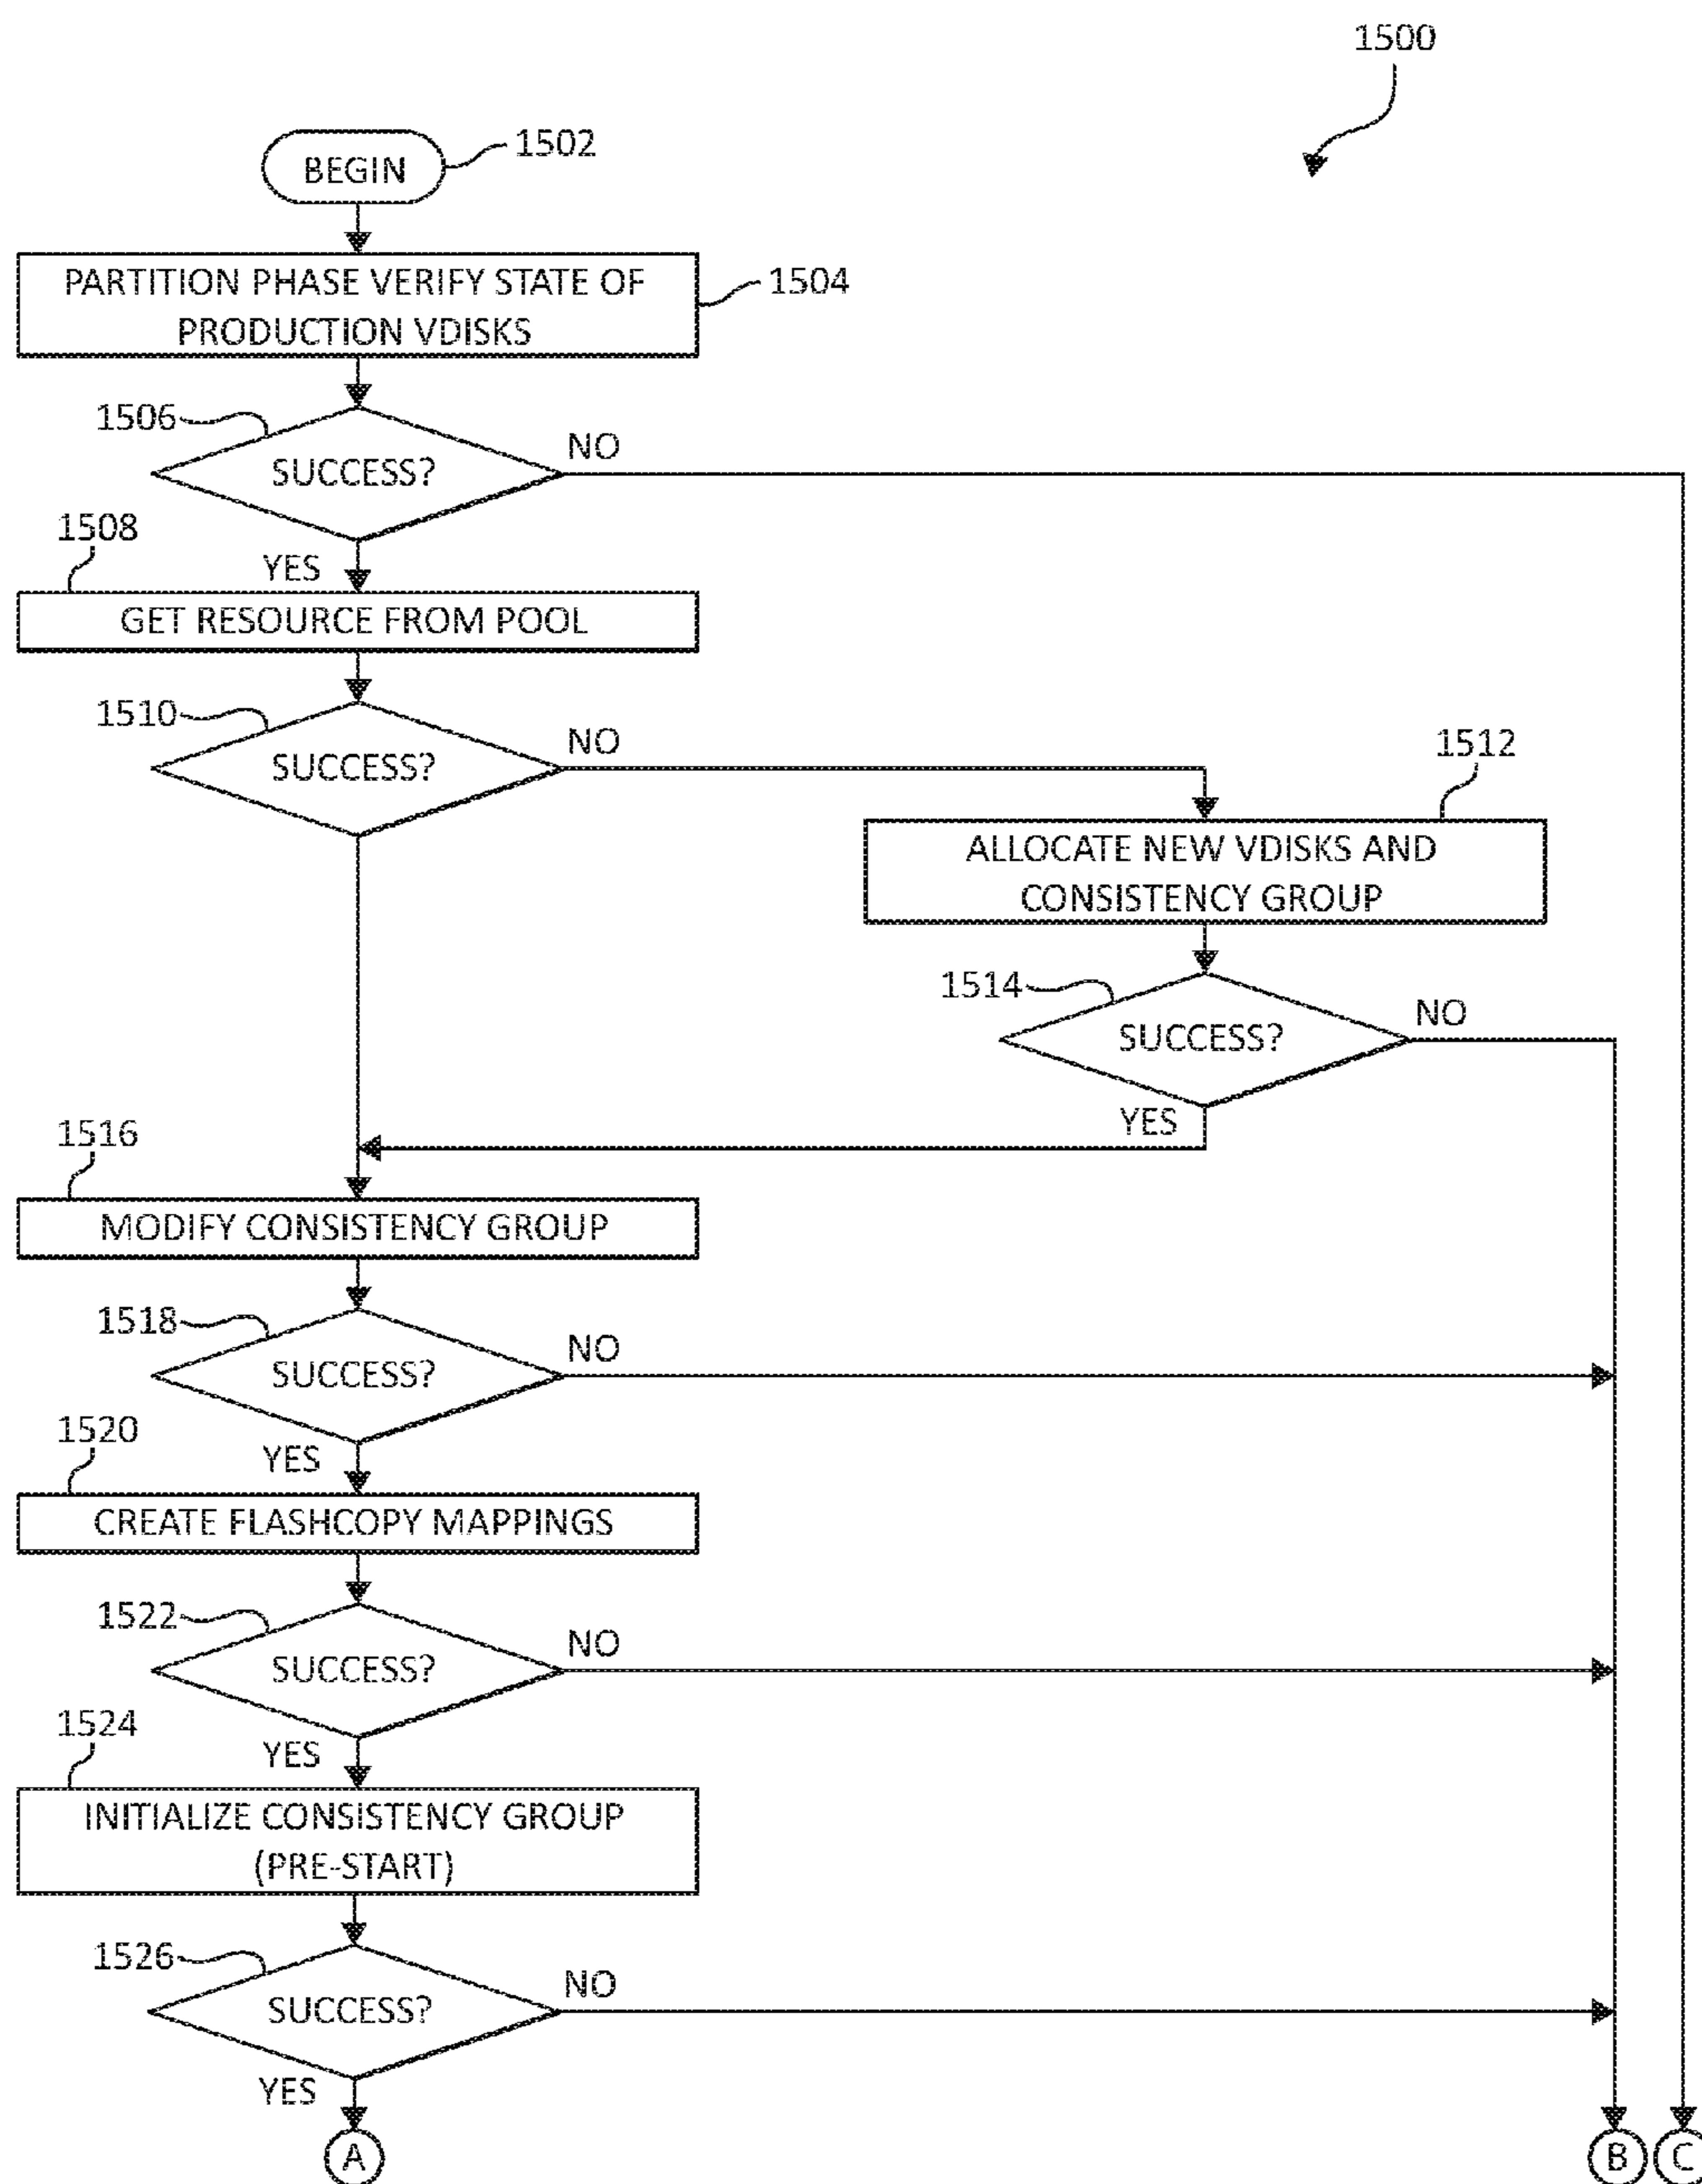 1500
BEGIN
1502
PARTITION PHASE VERIFY STATE OF
PRODUCTION VDISKS
1504
1506
SUCCESS?
NO
YES
1508
GET RESOURCE FROM POOL
1510
SUCCESS?
NO
1512
ALLOCATE NEW VDISKS AND
CONSISTENCY GROUP
1514
SUCCESS?
NO
YES
1516
MODIFY CONSISTENCY GROUP
1518
SUCCESS?
NO
YES
1520
CREATE FLASHCOPY MAPPINGS
1522
SUCCESS?
NO
YES
1524
INITIALIZE CONSISTENCY GROUP
(PRE-START)
1526
SUCCESS?
NO
YES
A
B
C